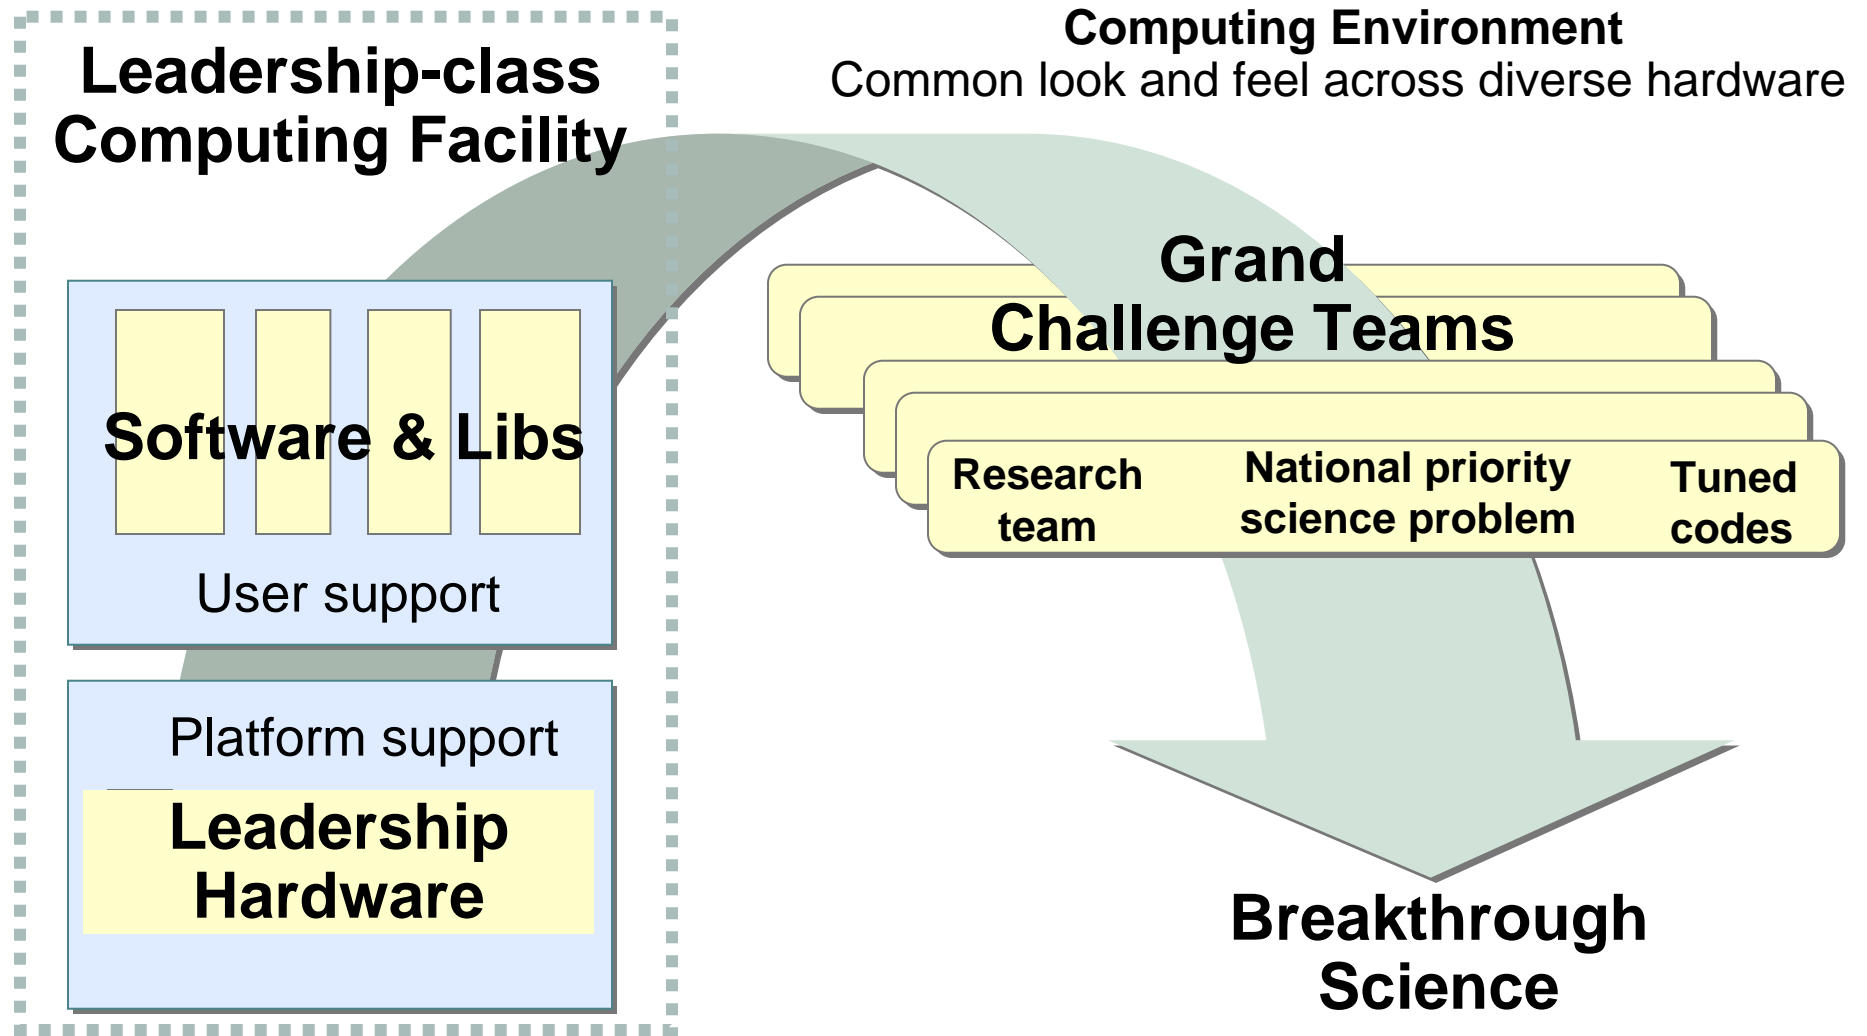 Leadership-class
Computing Facility
Software & Libs
User support
Platform support
Leadership
Hardware
Computing Environment
Common look and feel across diverse hardware
Grand
Challenge Teams
Research
team
National priority
science problem
Tuned
codes
Breakthrough
Science